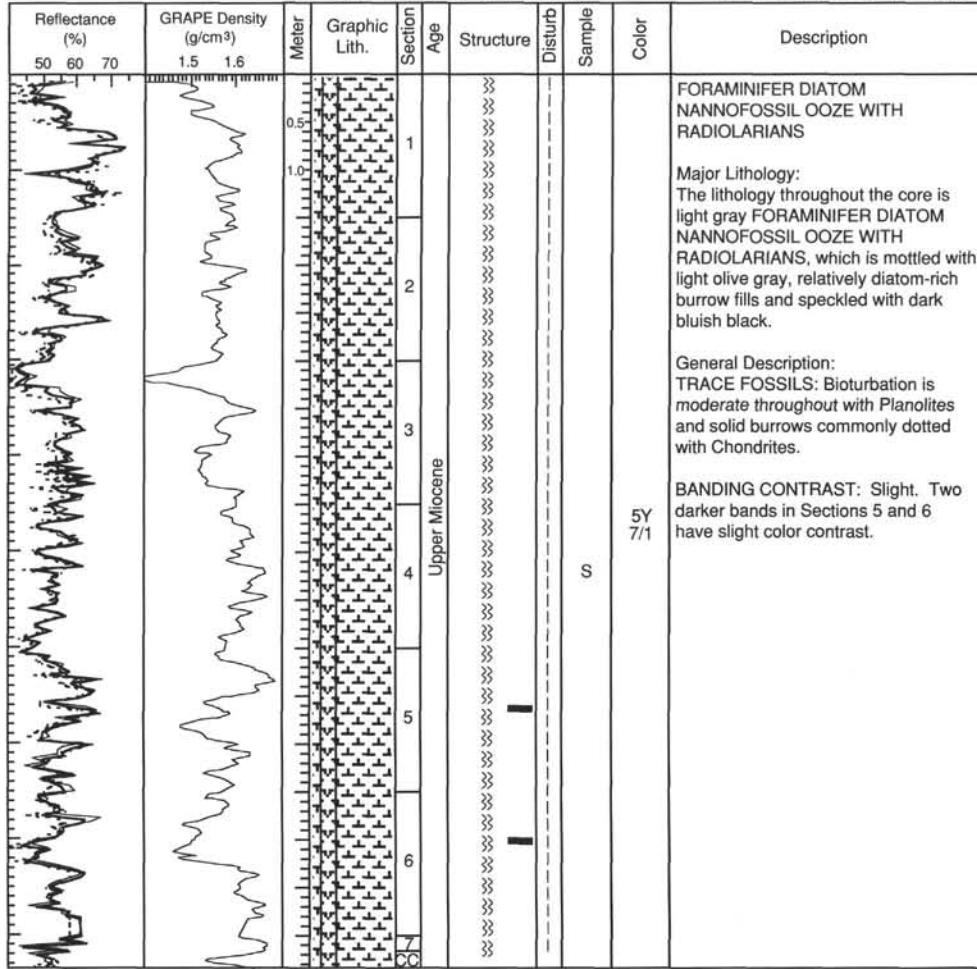 Reflectance
(%)
50 60 70
GRAPE Density
(g/cm³)
1.5 1.6
Meter
Graphic
Lith.
Section
Age
Structure
Disturb
Sample
Color
Description
0.5
1.0
1
2
3
4
5
6
7
CC
Upper Miocene
S
5Y
7/1
FORAMINIFER DIATOM
NANNOFOSSIL OOZE WITH
RADIOLARIANS
Major Lithology:
The lithology throughout the core is
light gray FORAMINIFER DIATOM
NANNOFOSSIL OOZE WITH
RADIOLARIANS, which is mottled with
light olive gray, relatively diatom-rich
burrow fills and speckled with dark
bluish black.
General Description:
TRACE FOSSILS: Bioturbation is
moderate throughout with Planolites
and solid burrows commonly dotted
with Chondrites.
BANDING CONTRAST: Slight. Two
darker bands in Sections 5 and 6
have slight color contrast.